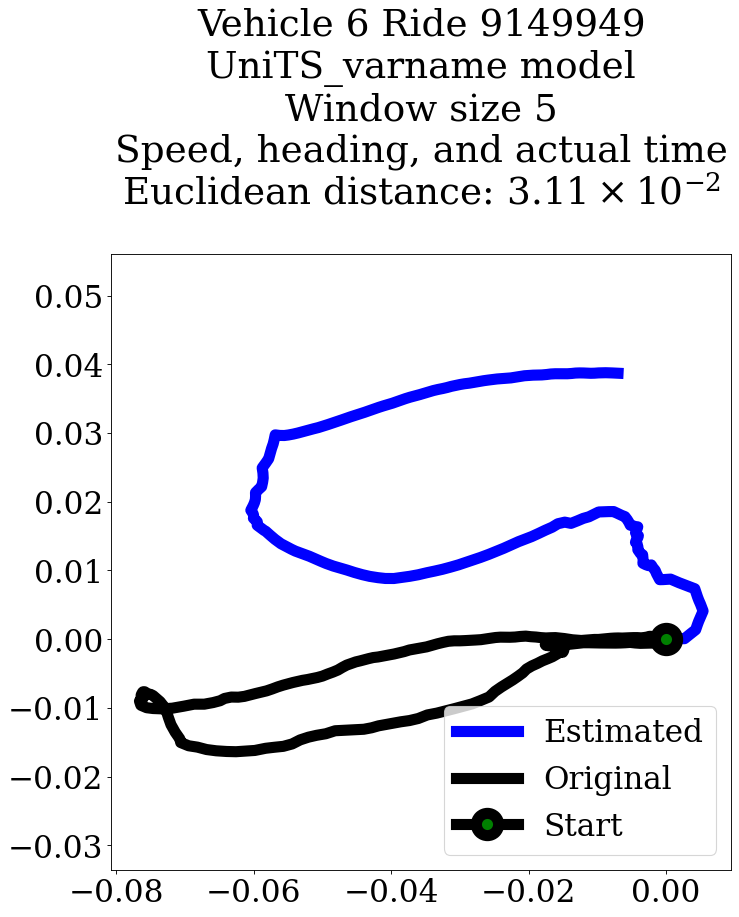 Vehicle 6 Ride 9149949
UniTS_varname model
Window size 5
Speed, heading, and actual time
Euclidean distance: 3.11 × 10⁻²
0.05
0.04
0.03
0.02
0.01
0.00
−0.01
−0.02
−0.03
Estimated
Original
Start
−0.08 −0.06 −0.04 −0.02 0.00